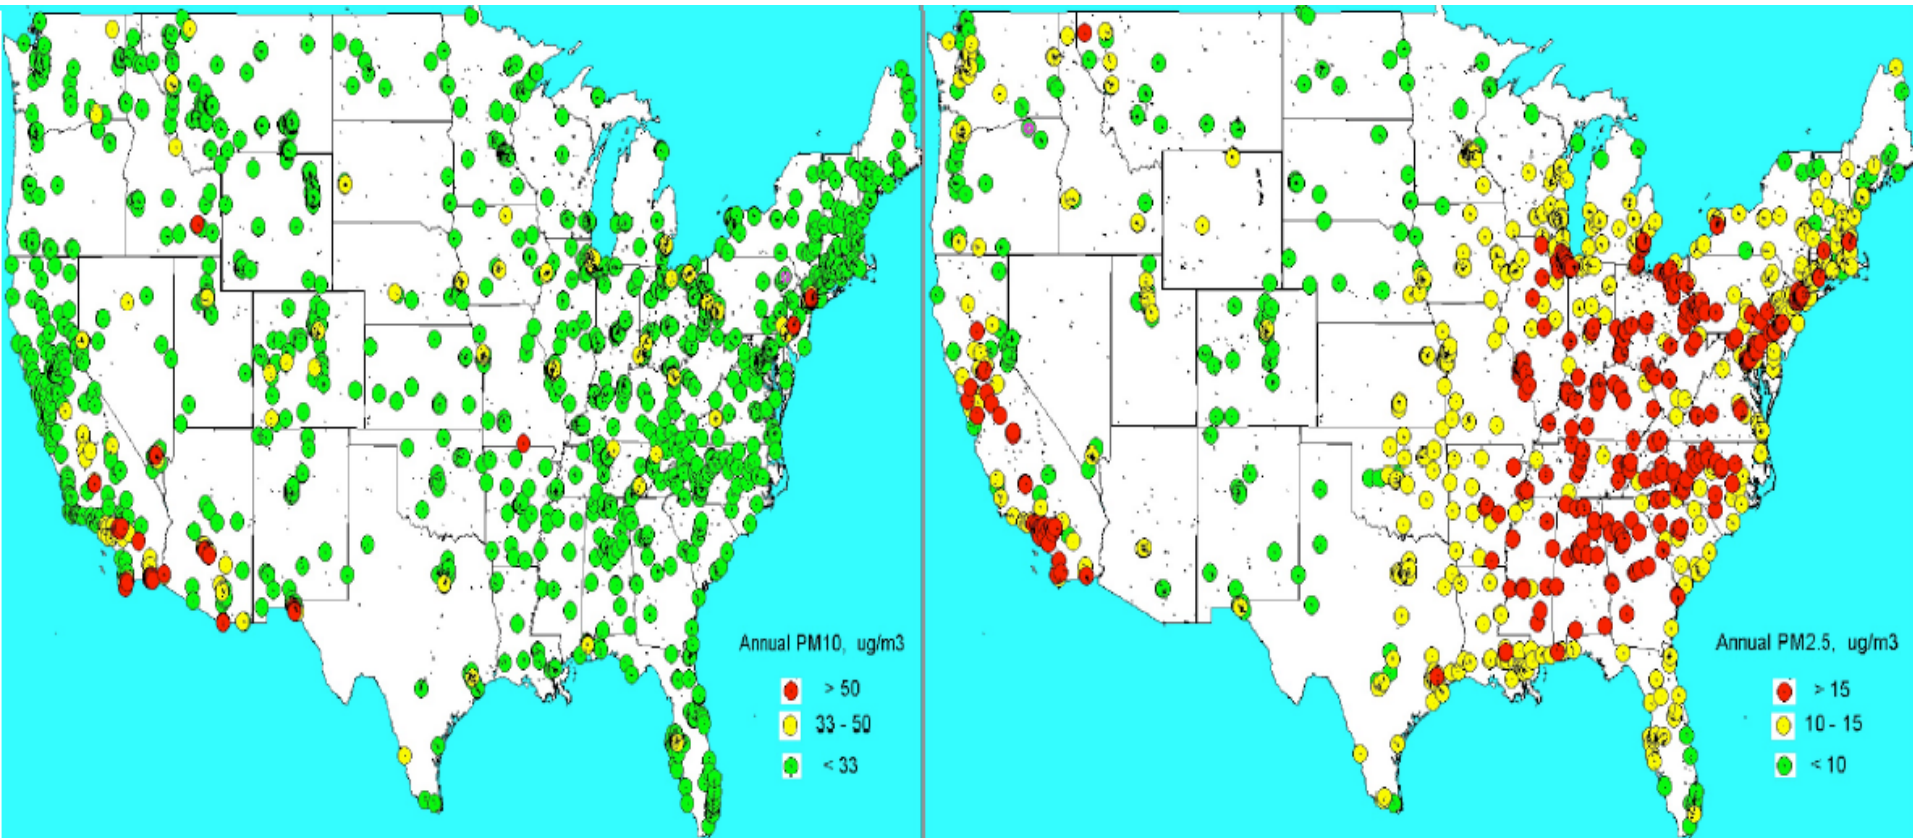 Annual PM10, ug/m3
> 50
33 - 50
< 33
Annual PM2.5, ug/m3
> 15
10 - 15
< 10